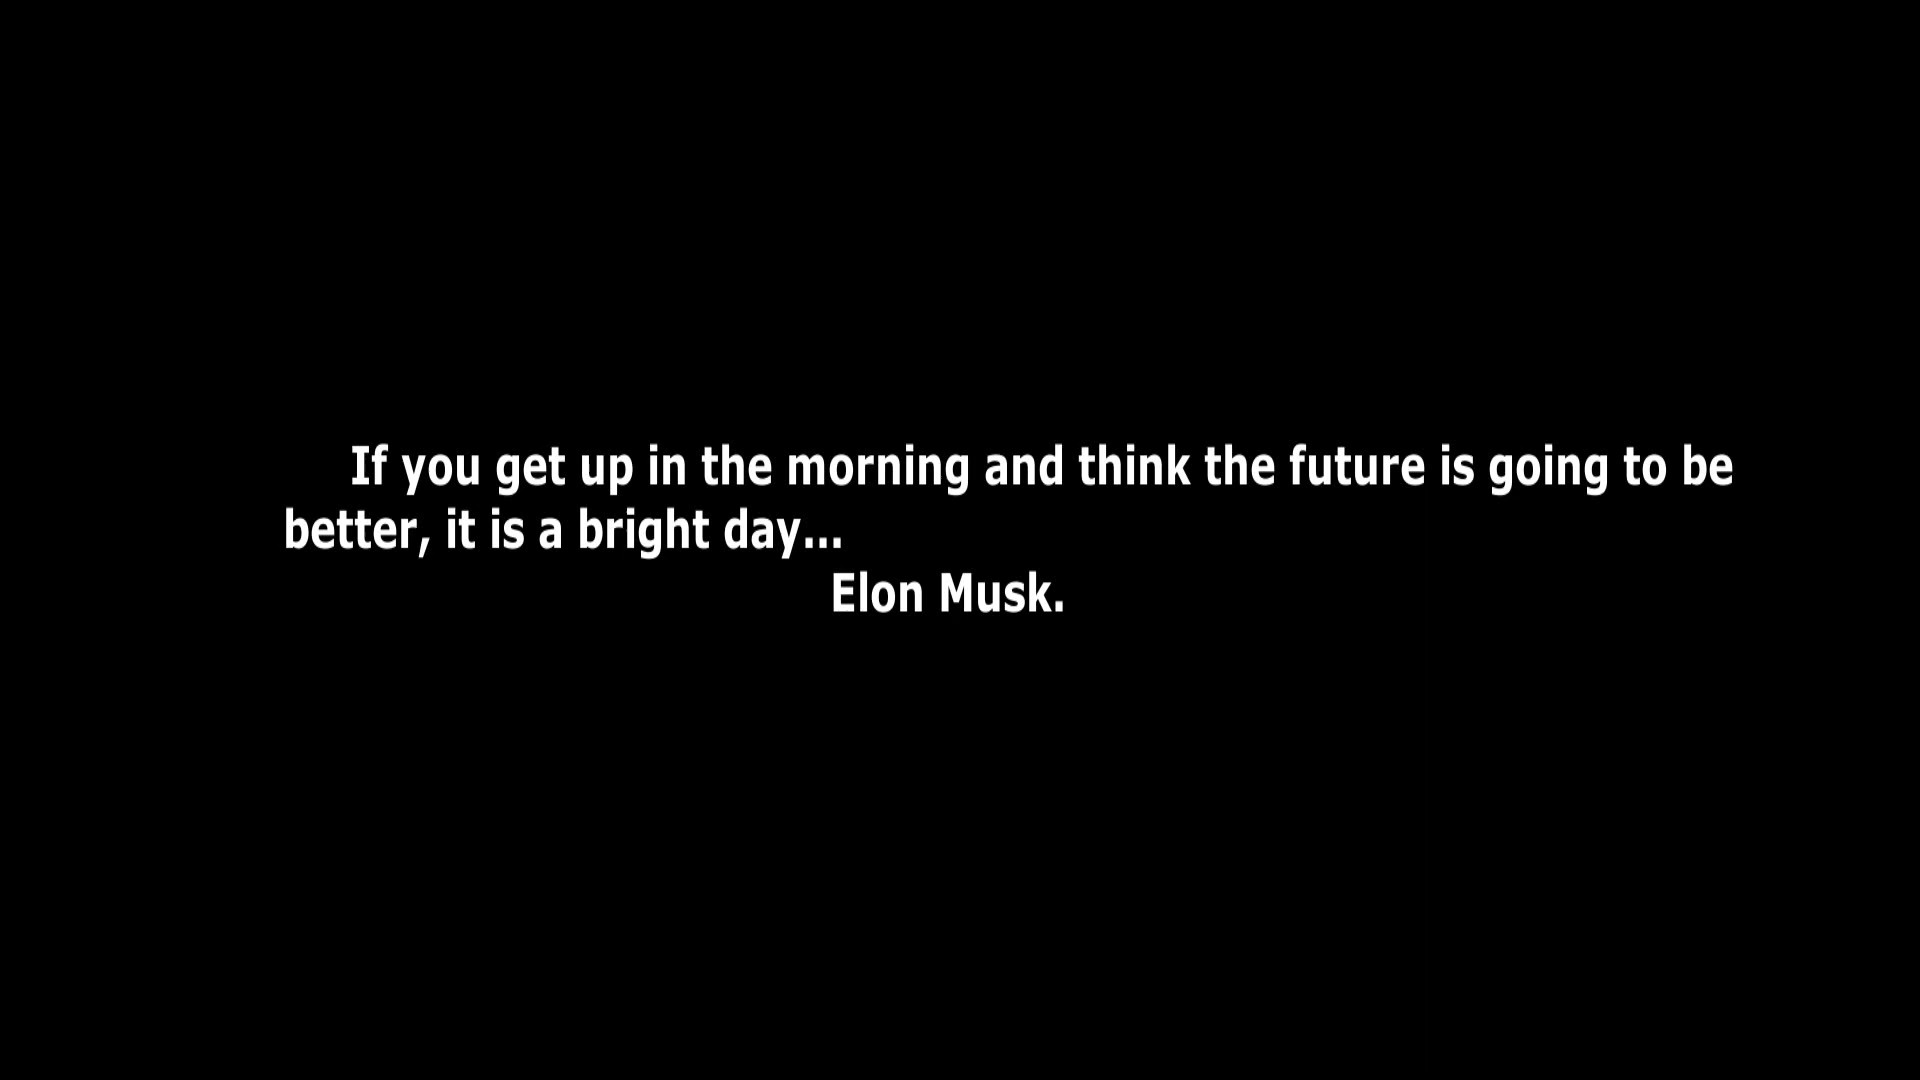 If you get up in the morning and think the future is going to be
better, it is a bright day...
Elon Musk.